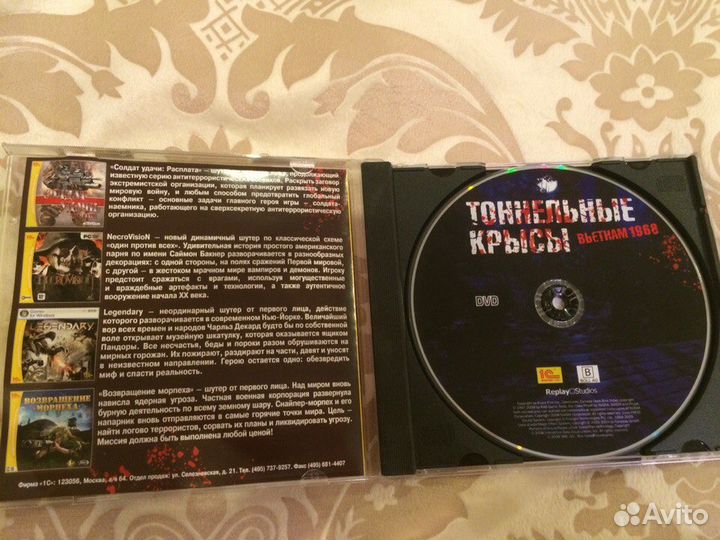 «Солдат удачи: Расплата» – шутер
известную серию антитеррористических боевиков. Раскрыть заговор
экстремистской организации, которая планирует развязать новую
мировую войну, и любым способом предотвратить глобальный
конфликт – основные задачи главного героя игры – солдата-
наемника, работающего на сверхсекретную антитеррористическую
организацию.
NecroVisioN – новый динамичный шутер по классической схеме
«один против всех». Удивительная история простого американского
парня по имени Саймон Бакнер разворачивается в разнообразных
декорациях: с одной стороны, на полях сражений Первой мировой,
с другой – в жестоком мрачном мире вампиров и демонов. Игроку
предстоит сражаться с врагами, используя могущественные
и враждебные артефакты и технологии, а также аутентичное
вооружение начала XX века.
LEGENDARY
Legendary – неординарный шутер от первого лица, действие
которого разворачивается в современном Нью-Йорке. Величайший
вор всех времен и народов Чарльз Декард будто бы по собственной
воле открывает музейную шкатулку, которая оказывается ящиком
Пандоры. Все несчастья, беды и пороки разом обрушиваются на
мирных горожан. Их пожирают, раздирают на части, давят и уносят
в неизвестном направлении. Герою остается одно: обезвредить
миф и спасти реальность.
ВОЗВРАЩЕНИЕ
МОРПЕХА
«Возвращение морпеха» – шутер от первого лица. Над миром вновь
нависла ядерная угроза. Частная военная корпорация развернула
бурную деятельность по всему земному шару. Снайпер-морпех и его
напарник вновь отправляются в самые горячие точки мира. Цель –
найти логово террористов, сорвать их планы и ликвидировать угрозу.
Миссия должна быть выполнена любой ценой!
Фирма «1С»: 123056, Москва, а/я 64. Отдел продаж: ул. Селезневская, д. 21. Тел. (495) 737-9257. Факс (495) 681-4407
ТОННЕЛЬНЫЕ
КРЫСЫ
ВЬЕТНАМ 1968
DVD
1С
B
BOLL AG
Replay Studios
Avito